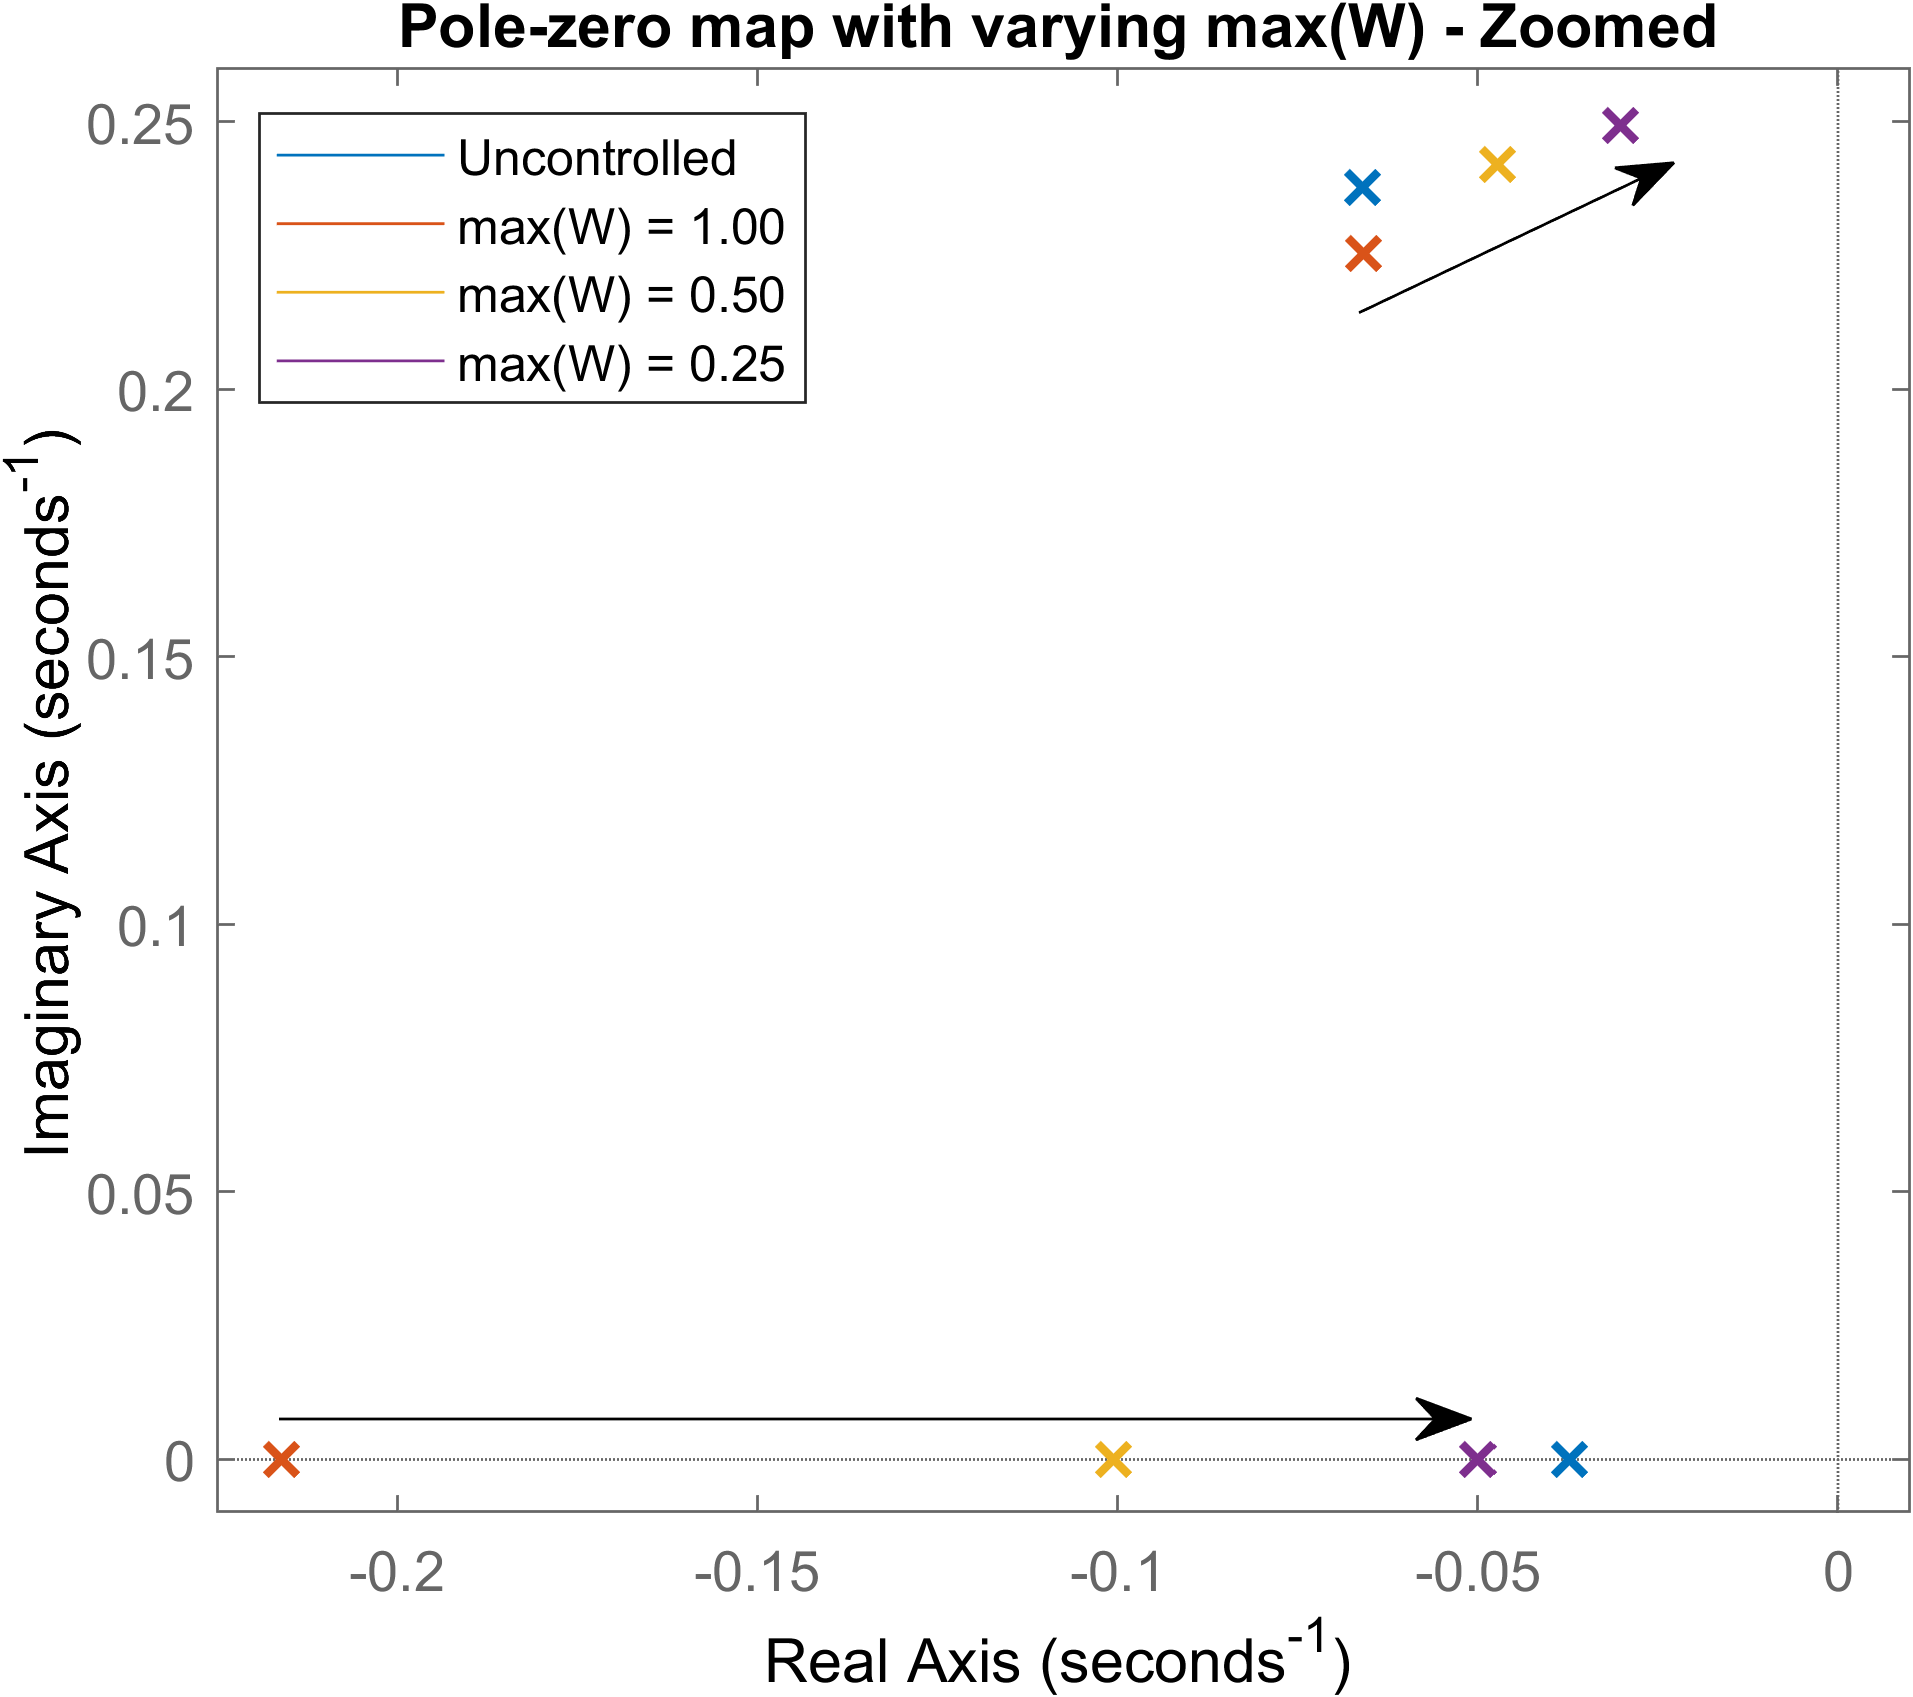 Pole-zero map with varying max(W) - Zoomed
Uncontrolled
max(W) = 1.00
max(W) = 0.50
max(W) = 0.25
0.25
0.2
0.15
0.1
0.05
0
Imaginary Axis (seconds⁻¹)
-0.2 -0.15 -0.1 -0.05 0
Real Axis (seconds⁻¹)